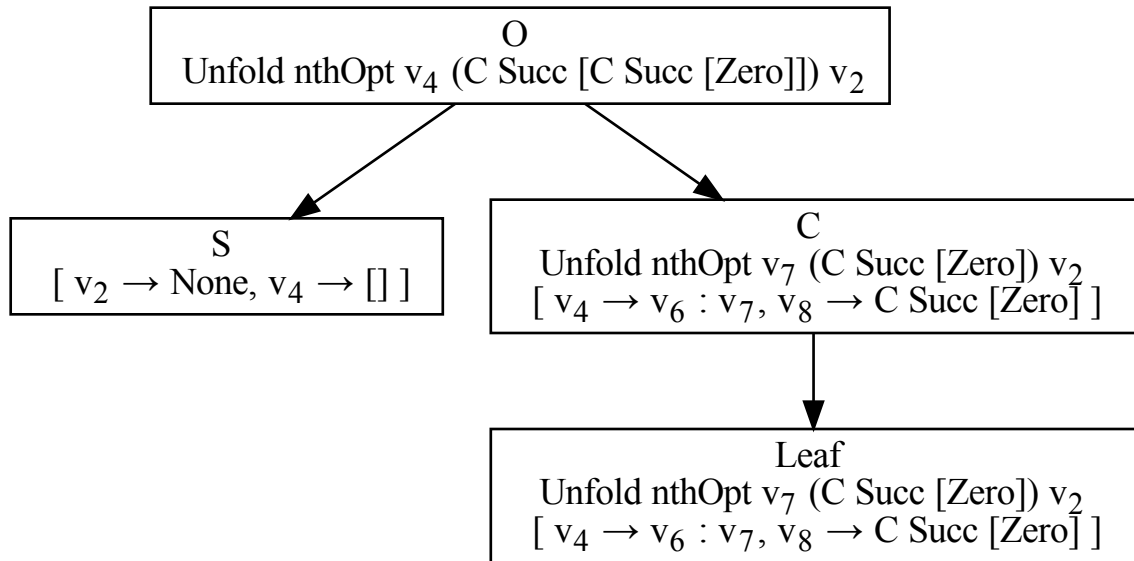 O
Unfold nthOpt v₄ (C Succ [C Succ [Zero]]) v₂
S
[ v₂ → None, v₄ → [] ]
C
Unfold nthOpt v₇ (C Succ [Zero]) v₂
[ v₄ → v₆ : v₇, v₈ → C Succ [Zero] ]
Leaf
Unfold nthOpt v₇ (C Succ [Zero]) v₂
[ v₄ → v₆ : v₇, v₈ → C Succ [Zero] ]